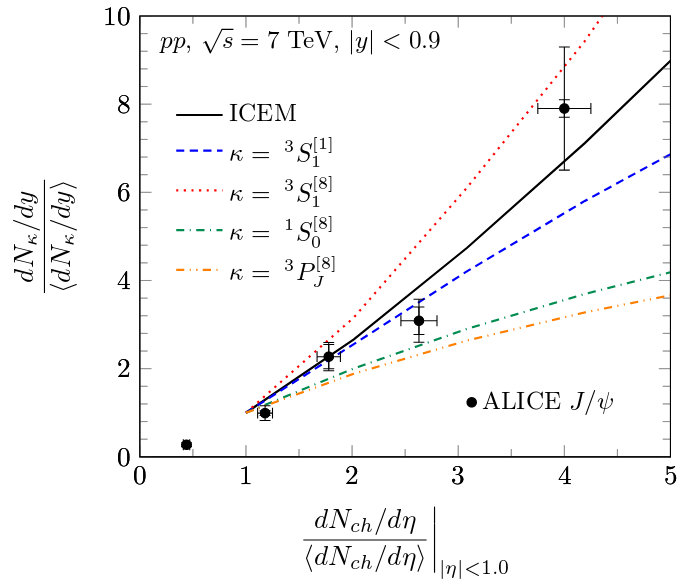 10
8
6
4
2
0
pp, √s = 7 TeV, |y| < 0.9
ICEM
κ = ³S₁^[1]
κ = ³S₁^[8]
κ = ¹S₀^[8]
κ = ³P_J^[8]
ALICE J/ψ
dN_κ/dy
⟨dN_κ/dy⟩
0 1 2 3 4 5
dN_ch/dη
⟨dN_ch/dη⟩ |_|η|<1.0